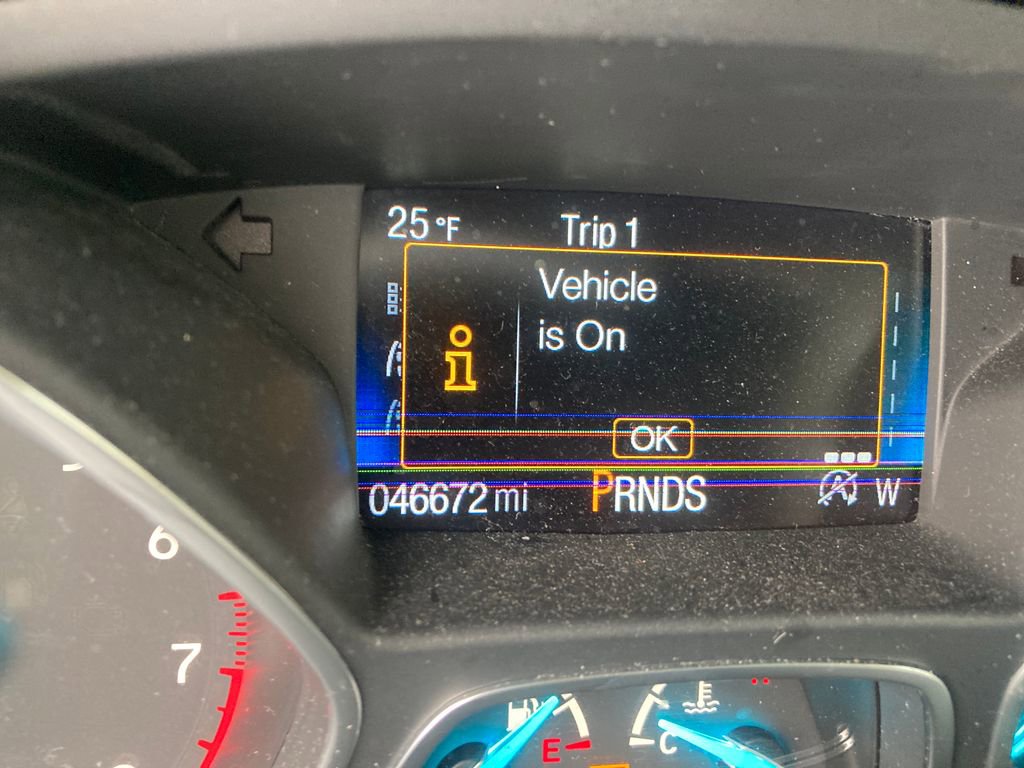 25 °F
Trip 1
Vehicle
is On
i
OK
046672 mi
PRNDS
A
W
6
7
E
C